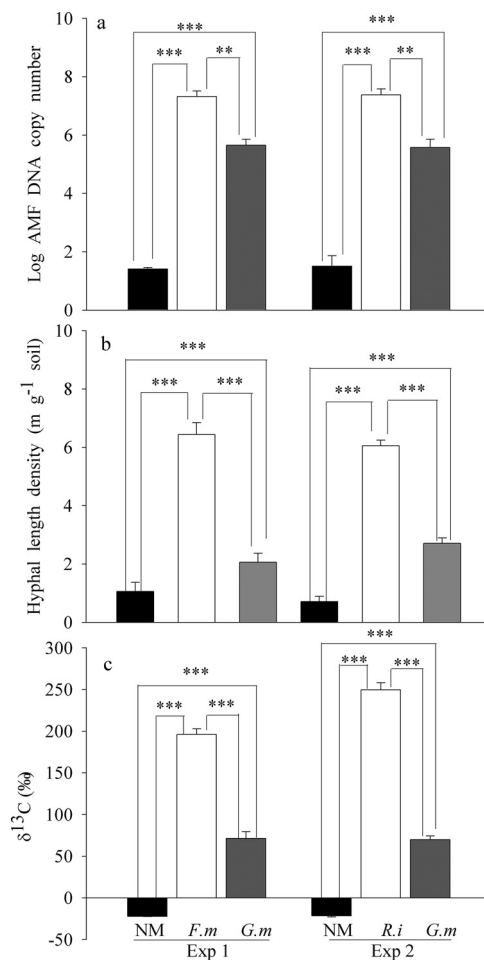 a
Log AMF DNA copy number
10
8
6
4
2
0
*** *** **
*** *** **
b
Hyphal length density (m g⁻¹ soil)
8
6
4
2
0
*** *** ***
*** *** ***
c
δ¹³C (‰)
300
250
200
150
100
50
0
-50
*** *** ***
*** *** ***
NM F.m G.m NM R.i G.m
Exp 1 Exp 2